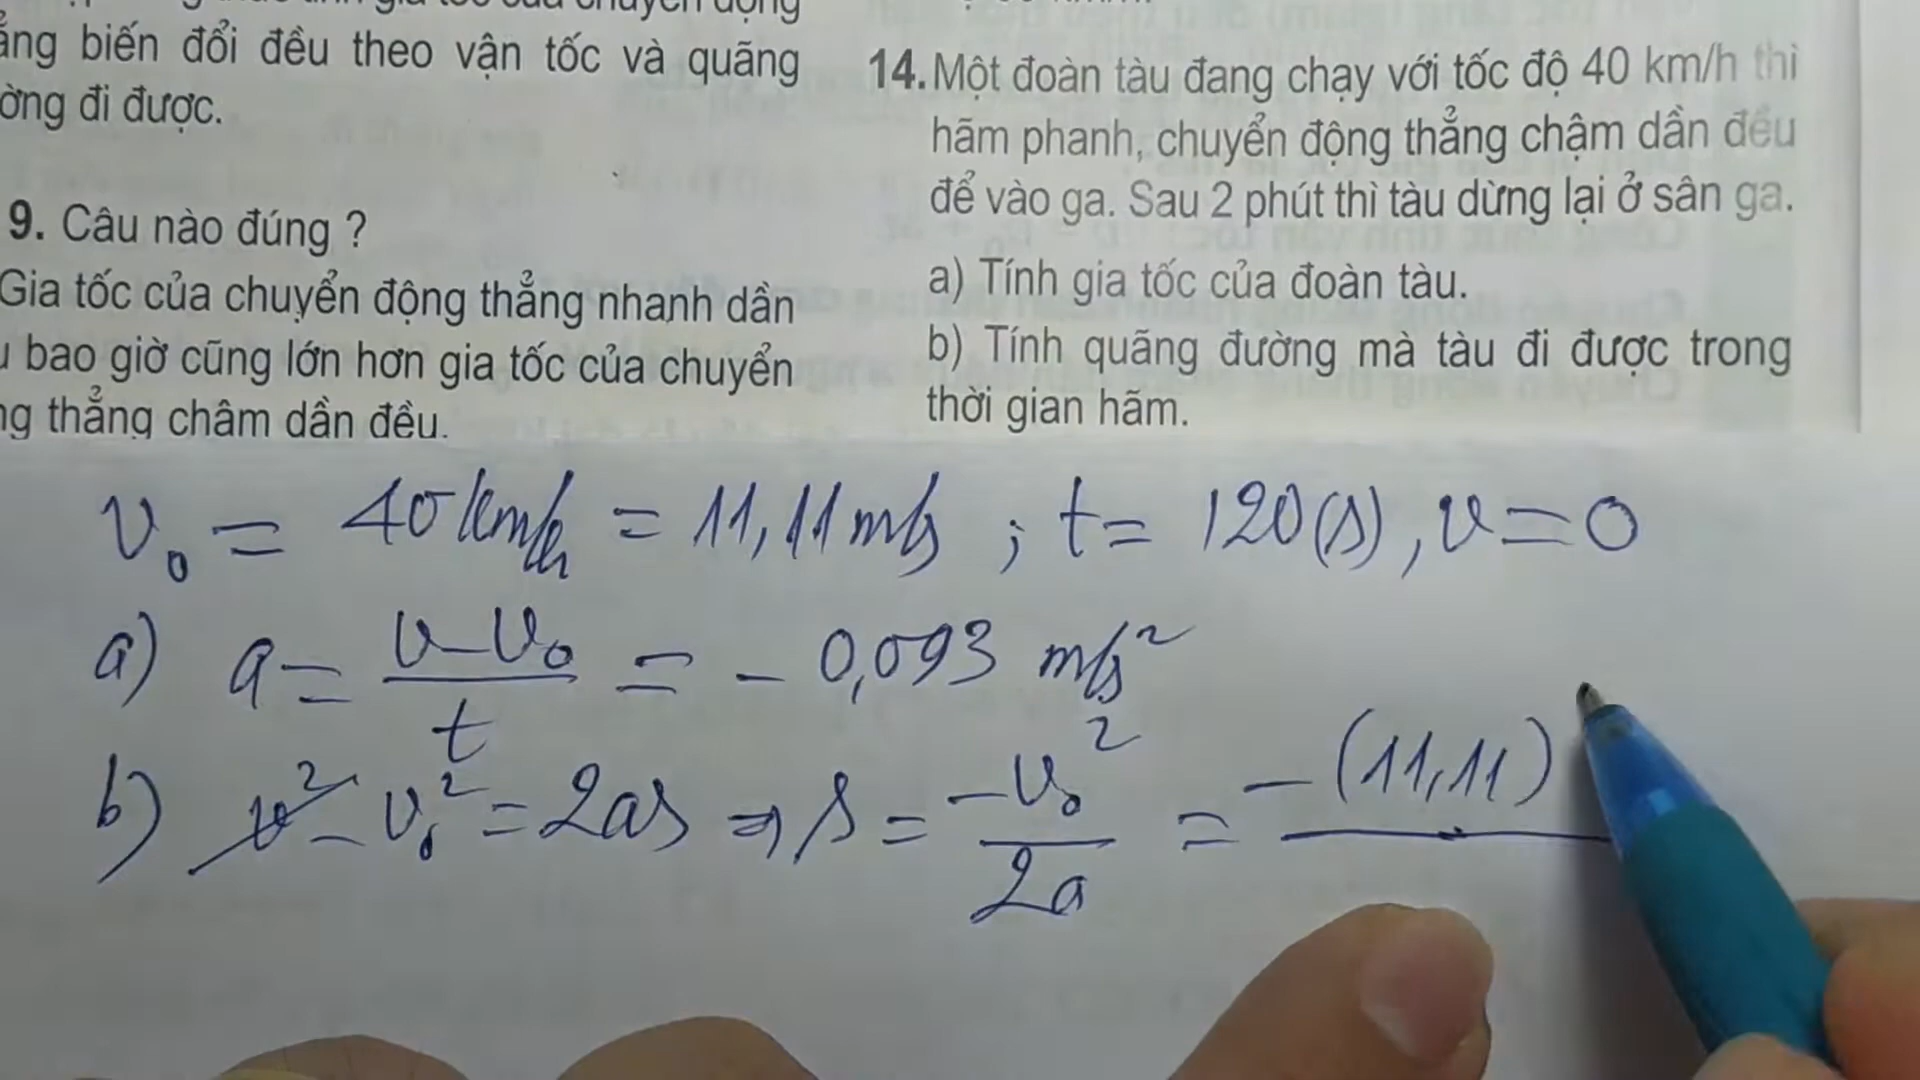 ẳng biến đổi đều theo vận tốc và quãng
ờng đi được.
9. Câu nào đúng ?
Gia tốc của chuyển động thẳng nhanh dần
u bao giờ cũng lớn hơn gia tốc của chuyển
ng thẳng châm dần đều.
14. Một đoàn tàu đang chạy với tốc độ 40 km/h thì
hãm phanh, chuyển động thẳng chậm dần đều
để vào ga. Sau 2 phút thì tàu dừng lại ở sân ga.
a) Tính gia tốc của đoàn tàu.
b) Tính quãng đường mà tàu đi được trong
thời gian hãm.
v₀ = 40 km/h = 11,11 m/s ; t = 120 (s) , v = 0
a) a = (v - v₀)/t = - 0,093 m/s²
b) v² - v₀² = 2as => s = -v₀²/2a = -(11,11)